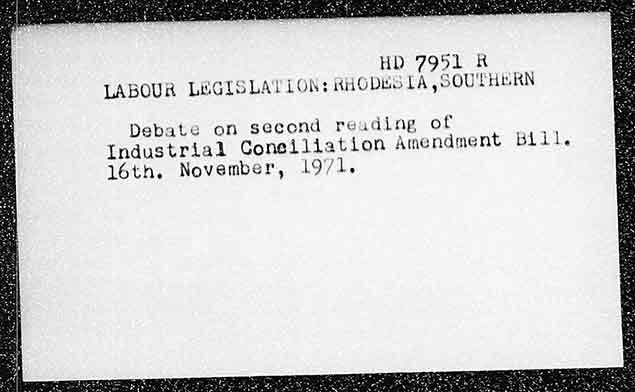 HD 7951 R
LABOUR LEGISLATION:RHODESIA,SOUTHERN
Debate on second reading of
Industrial Conciliation Amendment Bill.
16th. November, 1971.